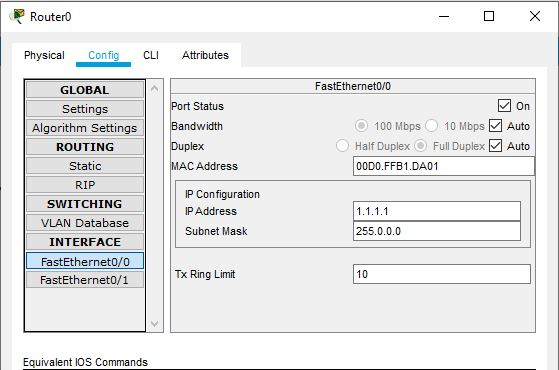 Router0
Physical Config CLI Attributes
GLOBAL
Settings
Algorithm Settings
ROUTING
Static
RIP
SWITCHING
VLAN Database
INTERFACE
FastEthernet0/0
FastEthernet0/1
FastEthernet0/0
Port Status On
Bandwidth 100 Mbps 10 Mbps Auto
Duplex Half Duplex Full Duplex Auto
MAC Address 00D0.FFB1.DA01
IP Configuration
IP Address 1.1.1.1
Subnet Mask 255.0.0.0
Tx Ring Limit 10
Equivalent IOS Commands